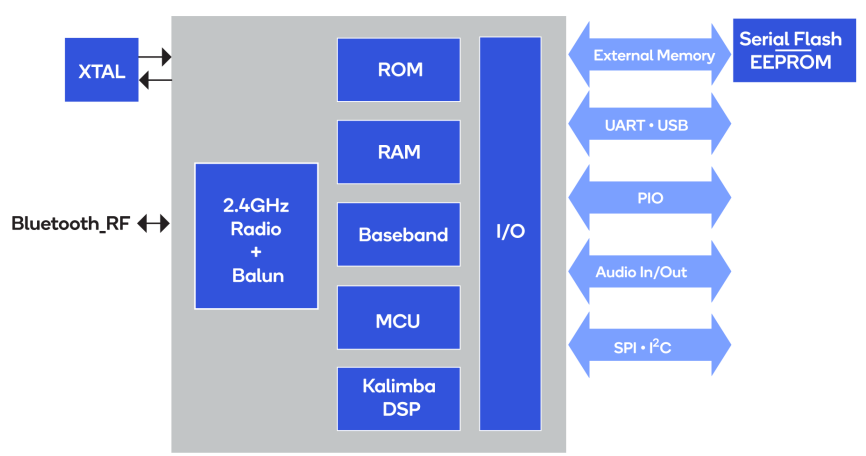 XTAL
Bluetooth_RF
2.4GHz
Radio
+
Balun
ROM
RAM
Baseband
MCU
Kalimba
DSP
I/O
External Memory
UART • USB
PIO
Audio In/Out
SPI • I²C
Serial Flash
EEPROM